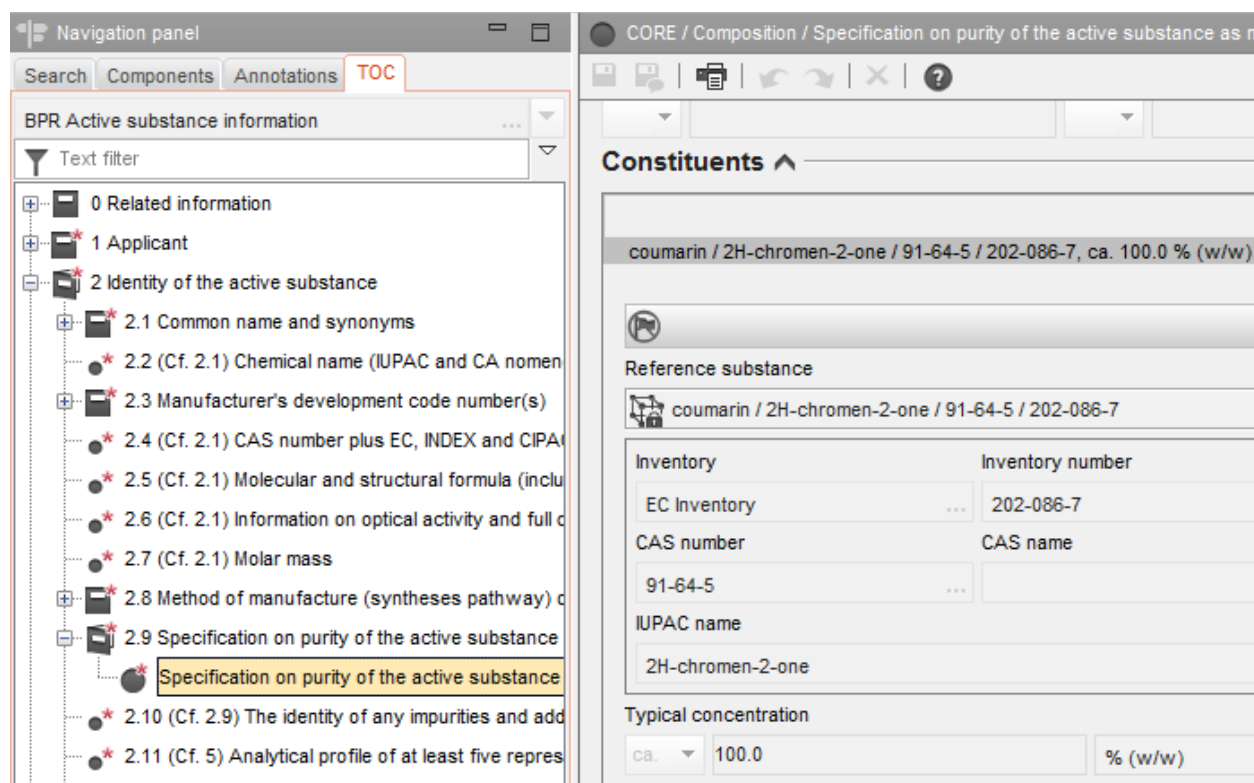 Navigation panel
Search Components Annotations TOC
BPR Active substance information ...
Text filter
0 Related information
1 Applicant
2 Identity of the active substance
2.1 Common name and synonyms
2.2 (Cf. 2.1) Chemical name (IUPAC and CA nomen
2.3 Manufacturer's development code number(s)
2.4 (Cf. 2.1) CAS number plus EC, INDEX and CIPA
2.5 (Cf. 2.1) Molecular and structural formula (inclu
2.6 (Cf. 2.1) Information on optical activity and full
2.7 (Cf. 2.1) Molar mass
2.8 Method of manufacture (syntheses pathway)
2.9 Specification on purity of the active substance
Specification on purity of the active substance
2.10 (Cf. 2.9) The identity of any impurities and add
2.11 (Cf. 5) Analytical profile of at least five repres
CORE / Composition / Specification on purity of the active substance as
Constituents
coumarin / 2H-chromen-2-one / 91-64-5 / 202-086-7, ca. 100.0 % (w/w)
Reference substance
coumarin / 2H-chromen-2-one / 91-64-5 / 202-086-7
Inventory Inventory number
EC Inventory ... 202-086-7
CAS number CAS name
91-64-5 ...
IUPAC name
2H-chromen-2-one
Typical concentration
ca. 100.0 % (w/w)